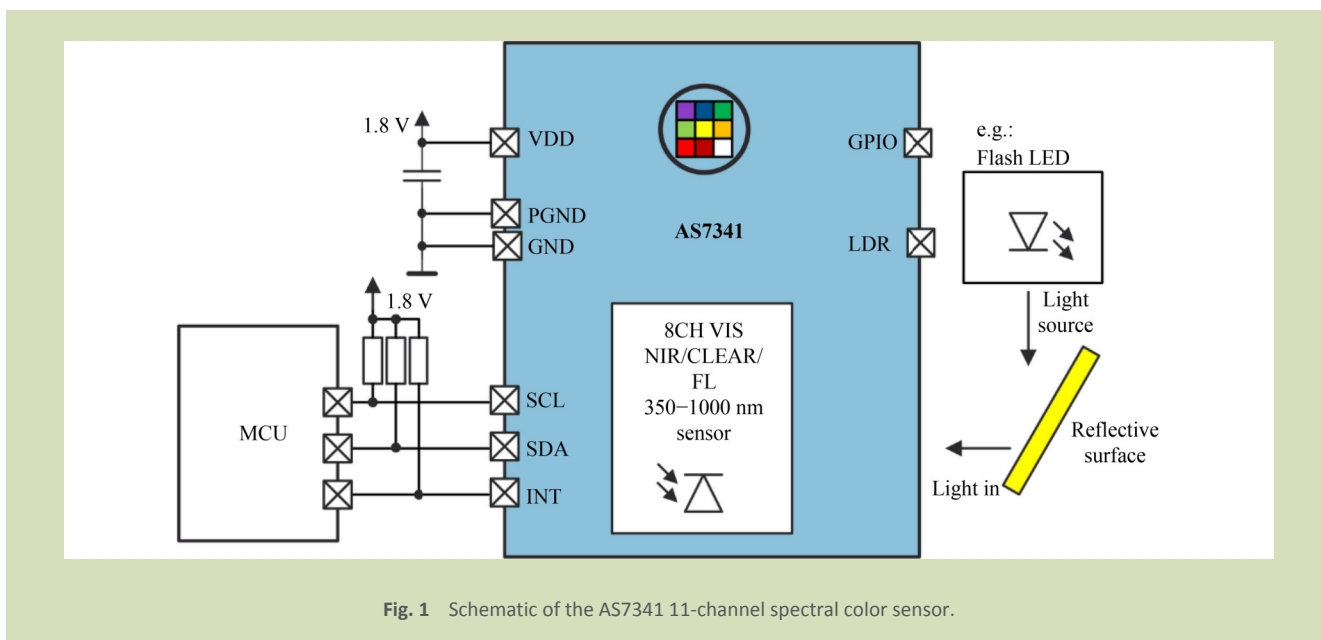 1.8 V
VDD
PGND
GND
1.8 V
MCU
SCL
SDA
INT
AS7341
8CH VIS
NIR/CLEAR/
FL
350−1000 nm
sensor
GPIO
LDR
e.g.:
Flash LED
Light
source
Reflective
surface
Light in
Fig. 1 Schematic of the AS7341 11-channel spectral color sensor.